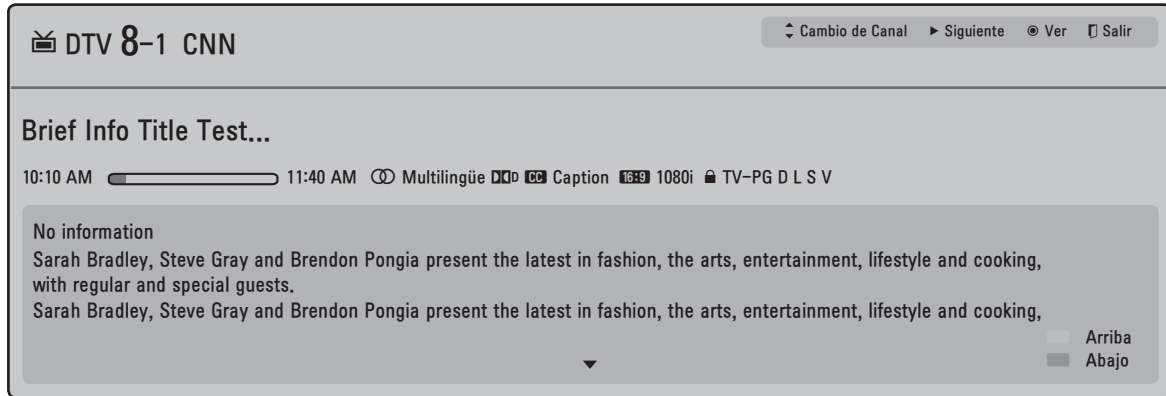 DTV 8-1 CNN
Cambio de Canal Siguiente Ver Salir
Brief Info Title Test...
10:10 AM 11:40 AM Multilingüe DD CC Caption 16:9 1080i TV-PG D L S V
No information
Sarah Bradley, Steve Gray and Brendon Pongia present the latest in fashion, the arts, entertainment, lifestyle and cooking,
with regular and special guests.
Sarah Bradley, Steve Gray and Brendon Pongia present the latest in fashion, the arts, entertainment, lifestyle and cooking,
Arriba
Abajo